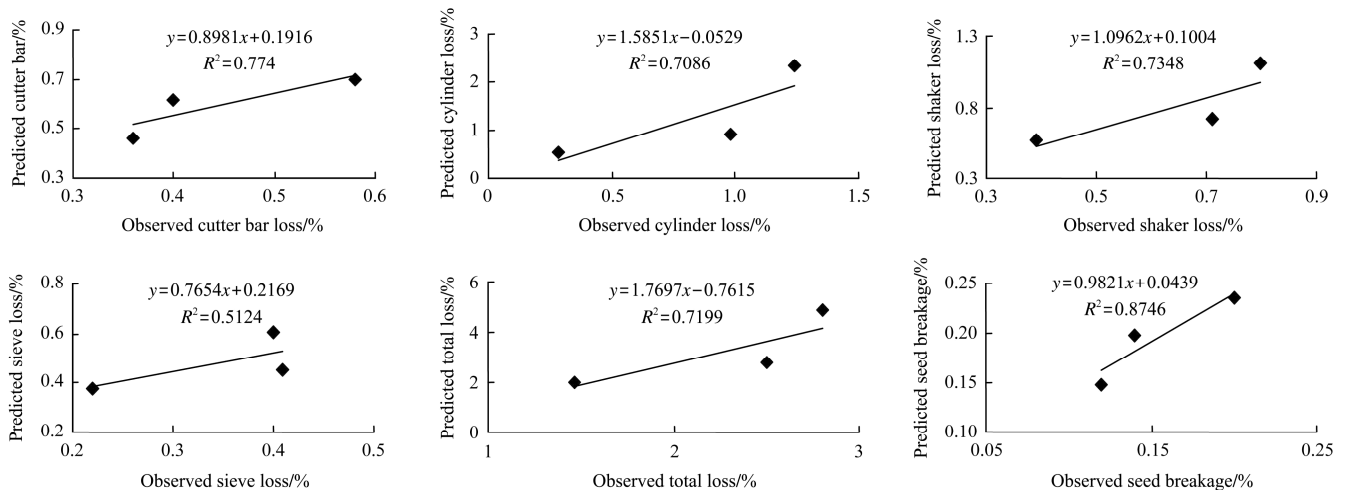 Predicted cutter bar/%
0.9
0.7
0.5
0.3
y=0.8981x+0.1916
R²=0.774
0.3
0.4
0.5
0.6
Observed cutter bar loss/%
Predicted cylinder loss/%
3
2
1
0
y=1.5851x−0.0529
R²=0.7086
0
0.5
1.0
1.5
Observed cylinder loss/%
Predicted shaker loss/%
1.3
0.8
0.3
y=1.0962x+0.1004
R²=0.7348
0.3
0.5
0.7
0.9
Observed shaker loss/%
Predicted sieve loss/%
0.8
0.6
0.4
0.2
y=0.7654x+0.2169
R²=0.5124
0.2
0.3
0.4
0.5
Observed sieve loss/%
Predicted total loss/%
6
4
2
0
y=1.7697x−0.7615
R²=0.7199
1
2
3
Observed total loss/%
Predicted seed breakage/%
0.25
0.20
0.15
0.10
y=0.9821x+0.0439
R²=0.8746
0.05
0.15
0.25
Observed seed breakage/%